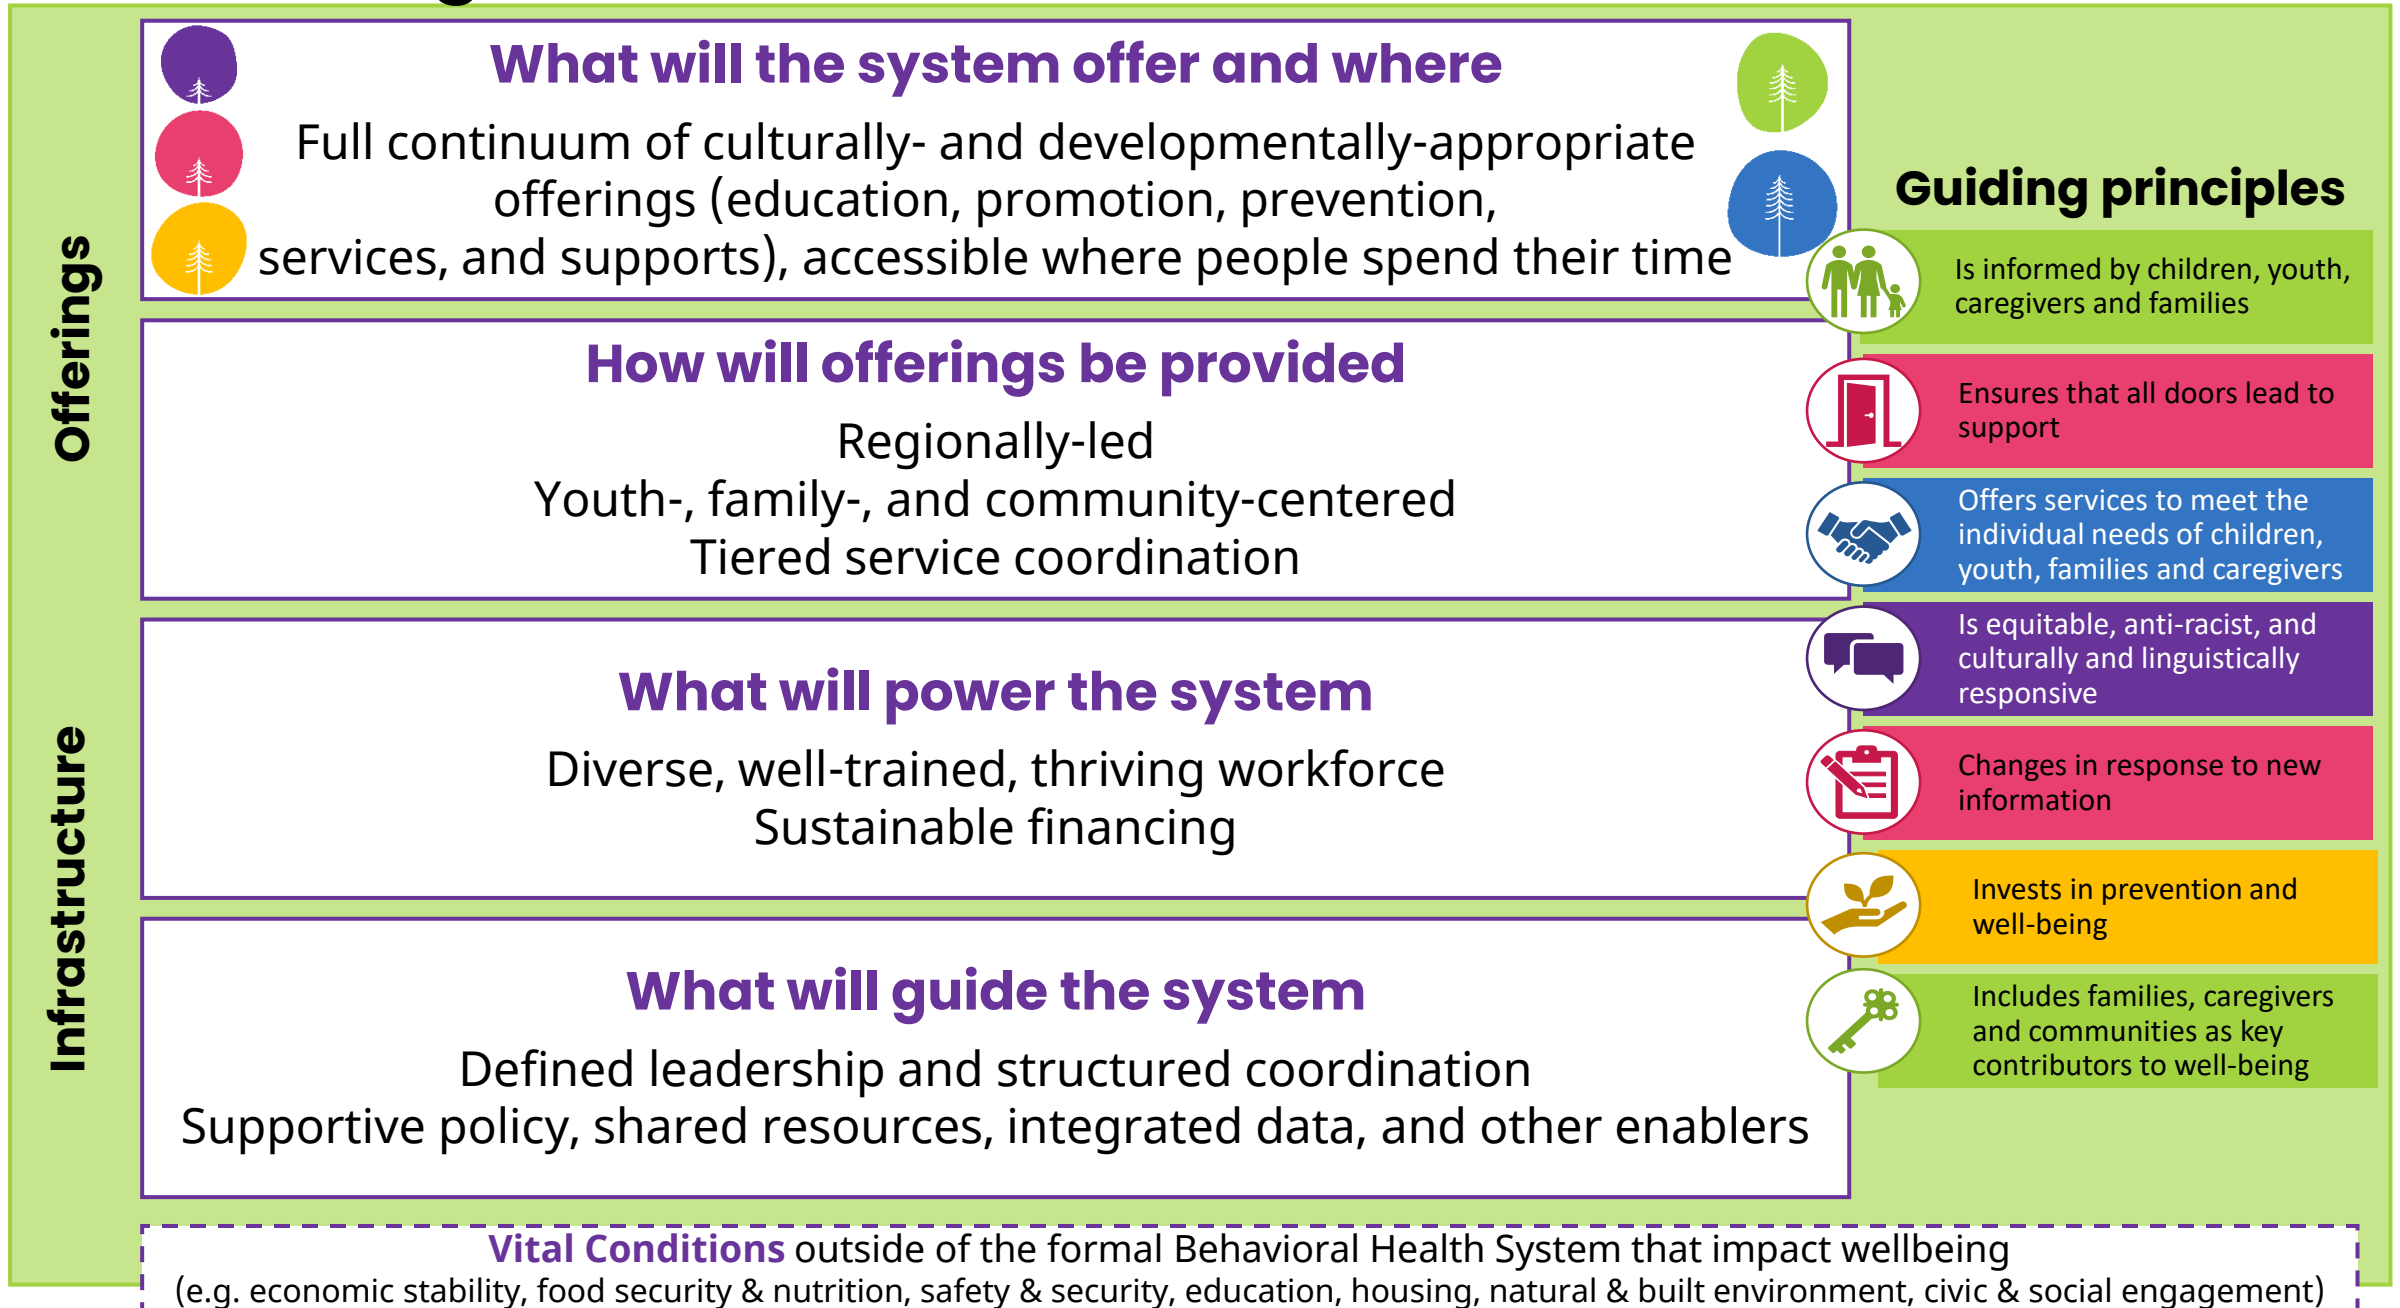 What will the system offer and where
Full continuum of culturally- and developmentally-appropriate
offerings (education, promotion, prevention,
services, and supports), accessible where people spend their time
Offerings
How will offerings be provided
Regionally-led
Youth-, family-, and community-centered
Tiered service coordination
Infrastructure
What will power the system
Diverse, well-trained, thriving workforce
Sustainable financing
What will guide the system
Defined leadership and structured coordination
Supportive policy, shared resources, integrated data, and other enablers
Guiding principles
Is informed by children, youth,
caregivers and families
Ensures that all doors lead to
support
Offers services to meet the
individual needs of children,
youth, families and caregivers
Is equitable, anti-racist, and
culturally and linguistically
responsive
Changes in response to new
information
Invests in prevention and
well-being
Includes families, caregivers
and communities as key
contributors to well-being
Vital Conditions outside of the formal Behavioral Health System that impact wellbeing
(e.g. economic stability, food security & nutrition, safety & security, education, housing, natural & built environment, civic & social engagement)